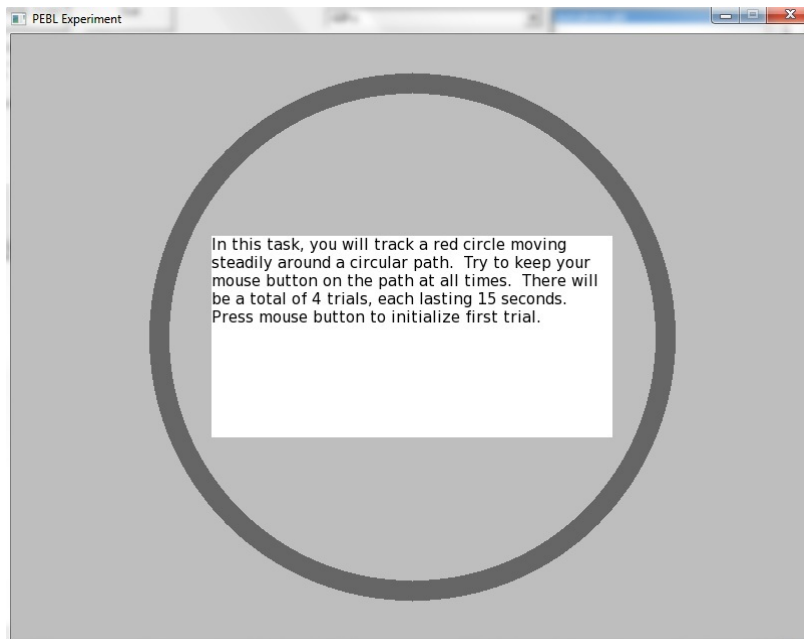 PEBL Experiment
In this task, you will track a red circle moving
steadily around a circular path.  Try to keep your
mouse button on the path at all times.  There will
be a total of 4 trials, each lasting 15 seconds.
Press mouse button to initialize first trial.